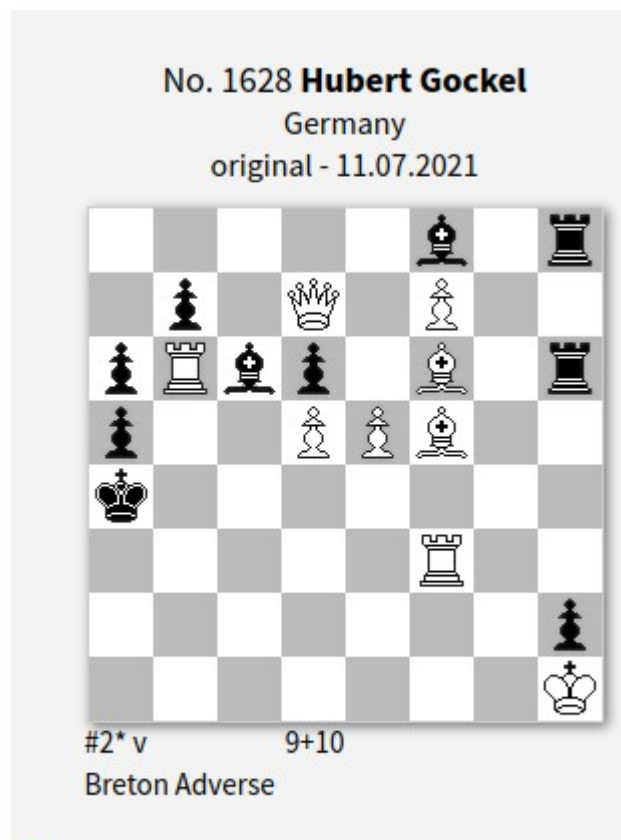 No. 1628 Hubert Gockel
Germany
original - 11.07.2021
#2* v 9+10
Breton Adverse